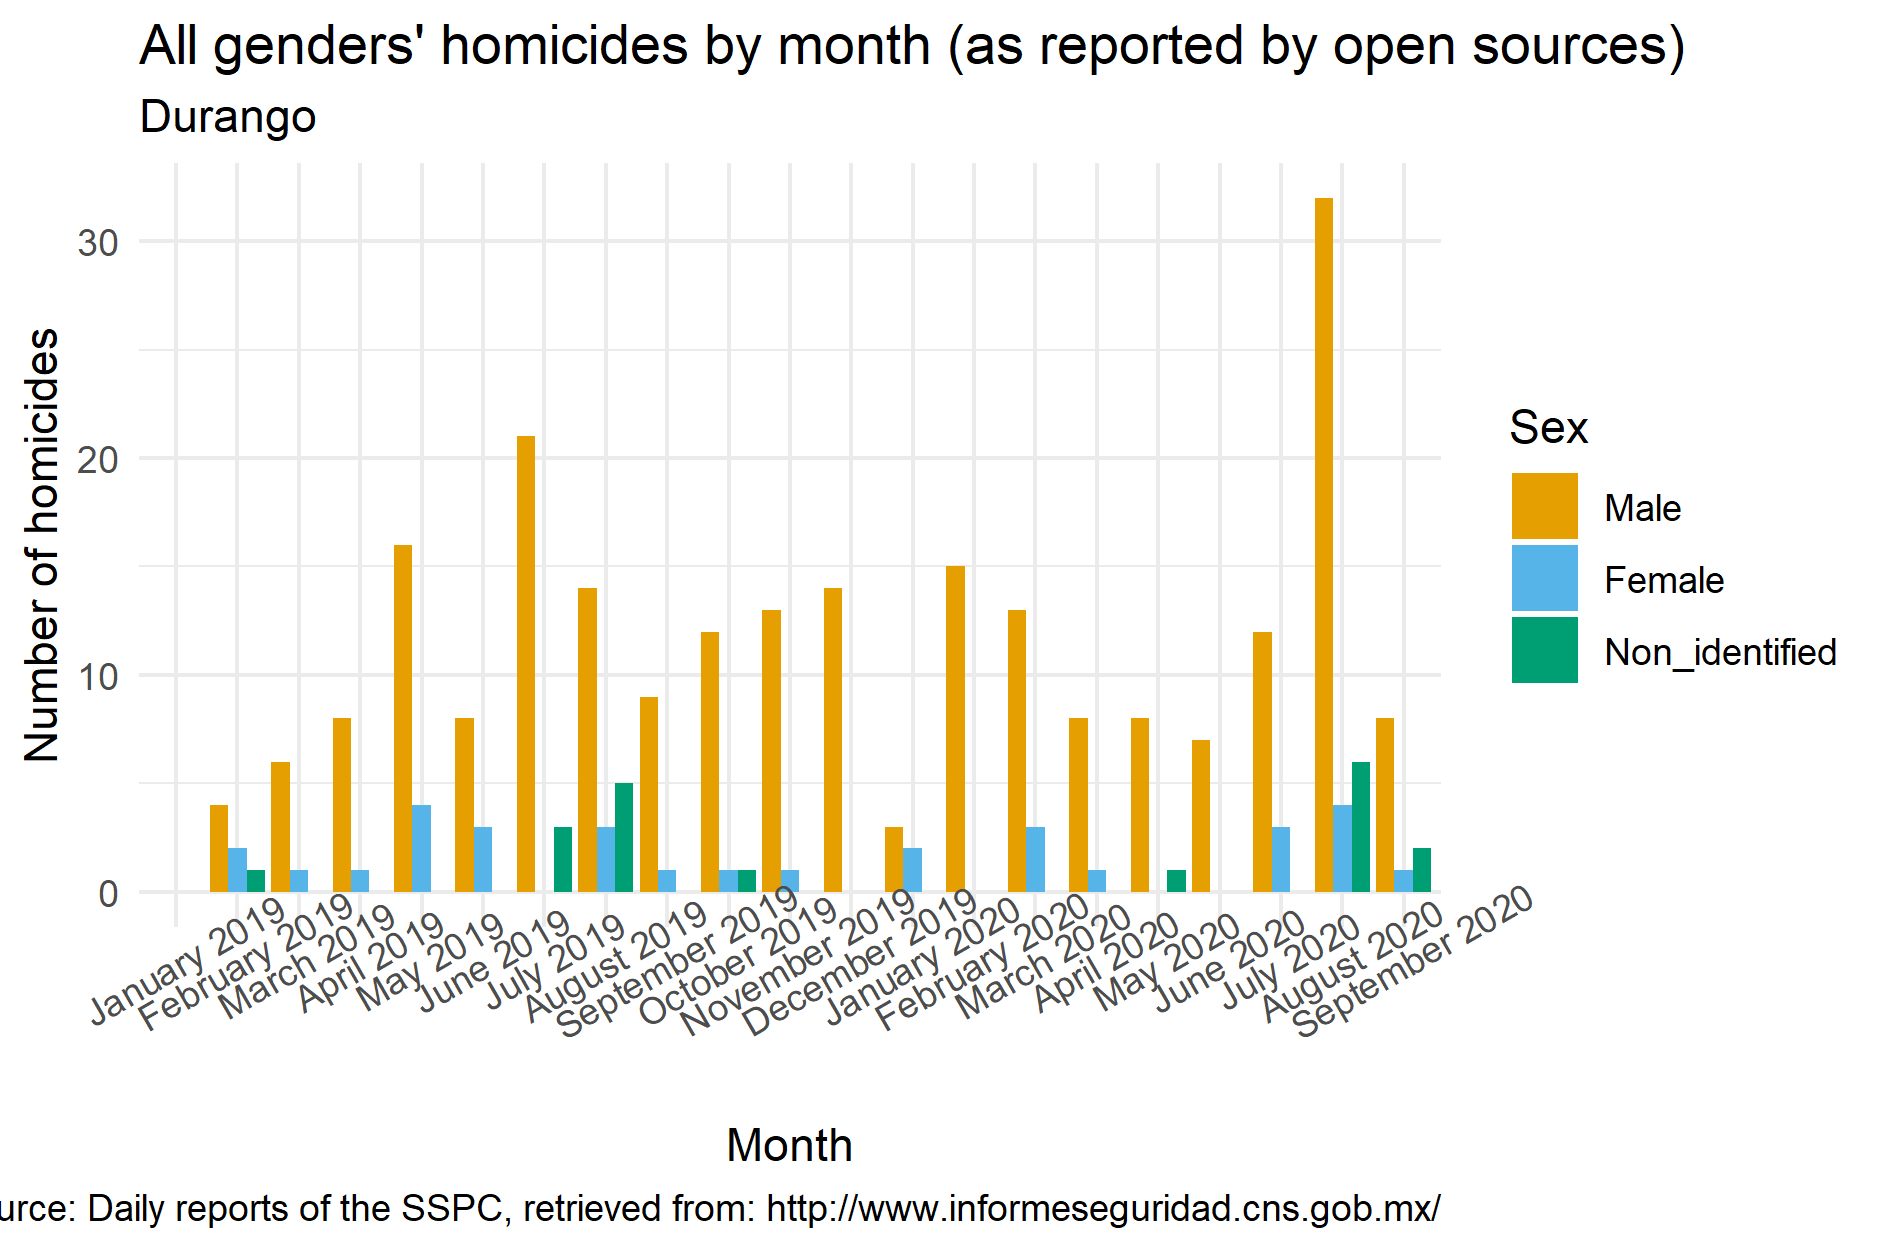 All genders' homicides by month (as reported by open sources)
Durango
Number of homicides
30
20
10
0
Sex
Male
Female
Non_identified
January 2019
February 2019
March 2019
April 2019
May 2019
June 2019
July 2019
August 2019
September 2019
October 2019
November 2019
December 2019
January 2020
February 2020
March 2020
April 2020
May 2020
June 2020
July 2020
August 2020
September 2020
Month
urce: Daily reports of the SSPC, retrieved from: http://www.informeseguridad.cns.gob.mx/